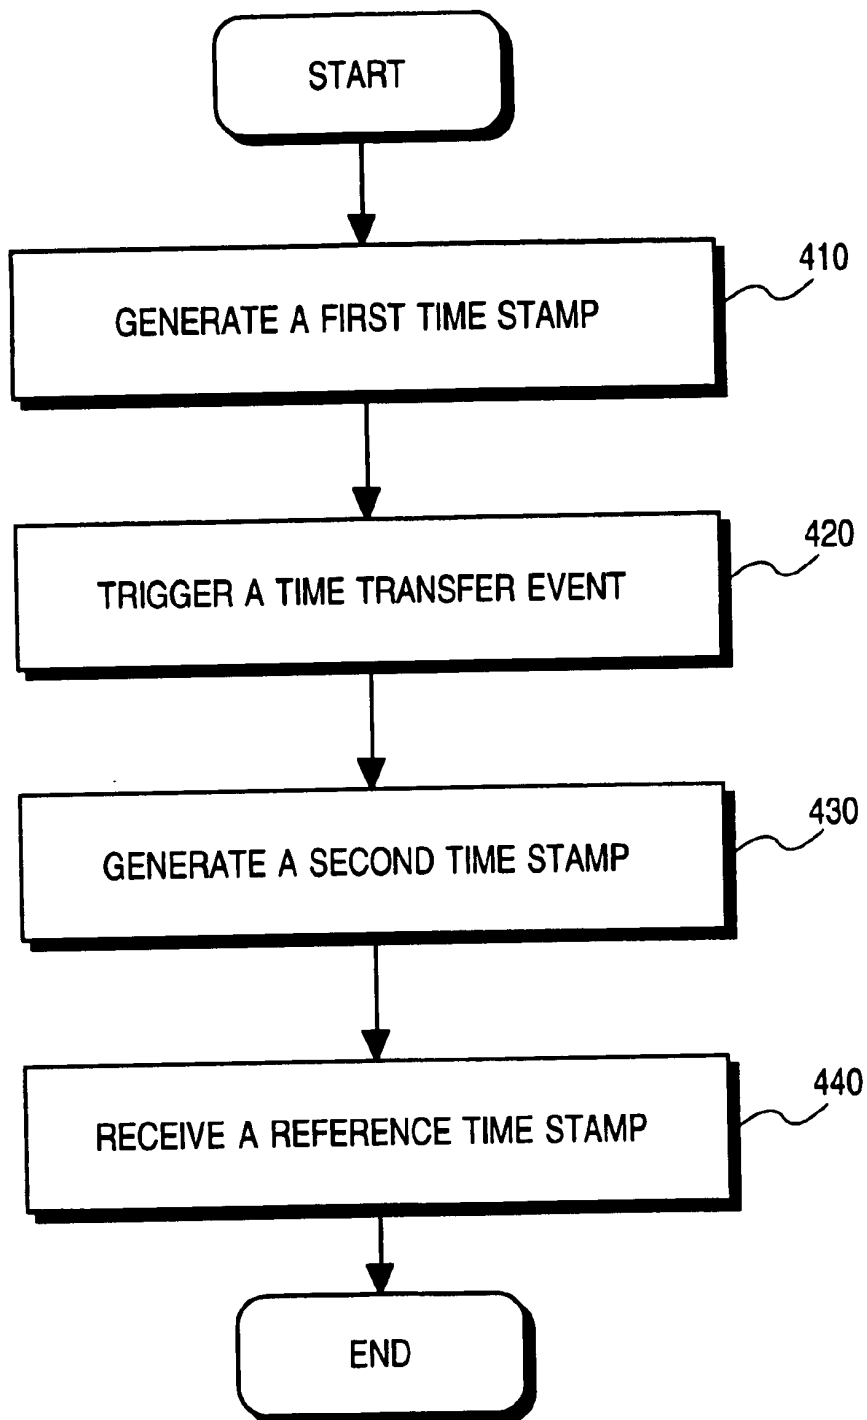 START
GENERATE A FIRST TIME STAMP
410
TRIGGER A TIME TRANSFER EVENT
420
GENERATE A SECOND TIME STAMP
430
RECEIVE A REFERENCE TIME STAMP
440
END